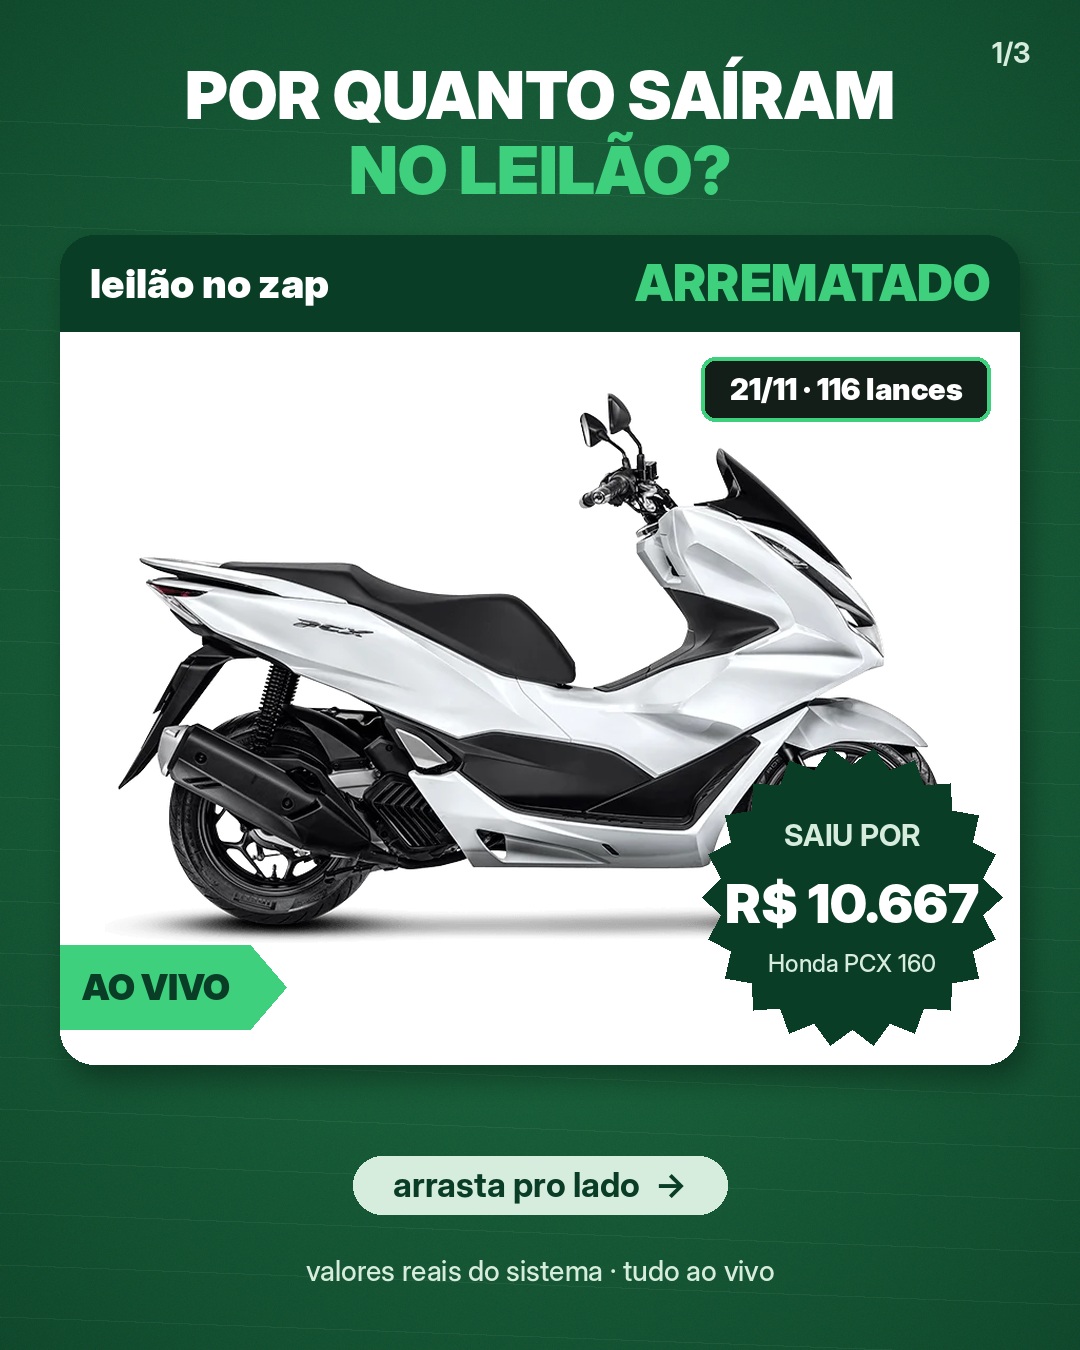 1/3
POR QUANTO SAÍRAM
NO LEILÃO?
leilão no zap
ARREMATADO
21/11 · 116 lances
PCX
SAIU POR
R$ 10.667
Honda PCX 160
AO VIVO
arrasta pro lado →
valores reais do sistema · tudo ao vivo